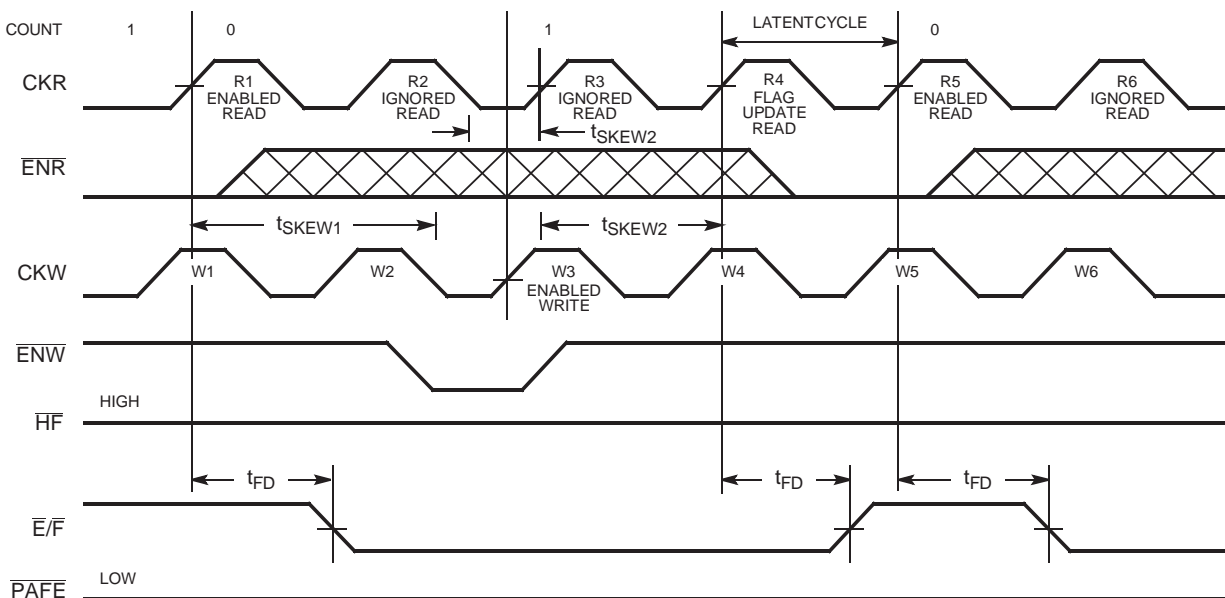 COUNT 1 0 1 LATENTCYCLE 0
CKR
R1 ENABLED READ
R2 IGNORED READ
R3 IGNORED READ
R4 FLAG UPDATE READ
R5 ENABLED READ
R6 IGNORED READ
tSKEW2
ENR
tSKEW1 tSKEW2
CKW
W1 W2 W3 W4 W5 W6
ENABLED
WRITE
ENW
HIGH
HF
tFD tFD tFD
E/F
LOW
PAFE